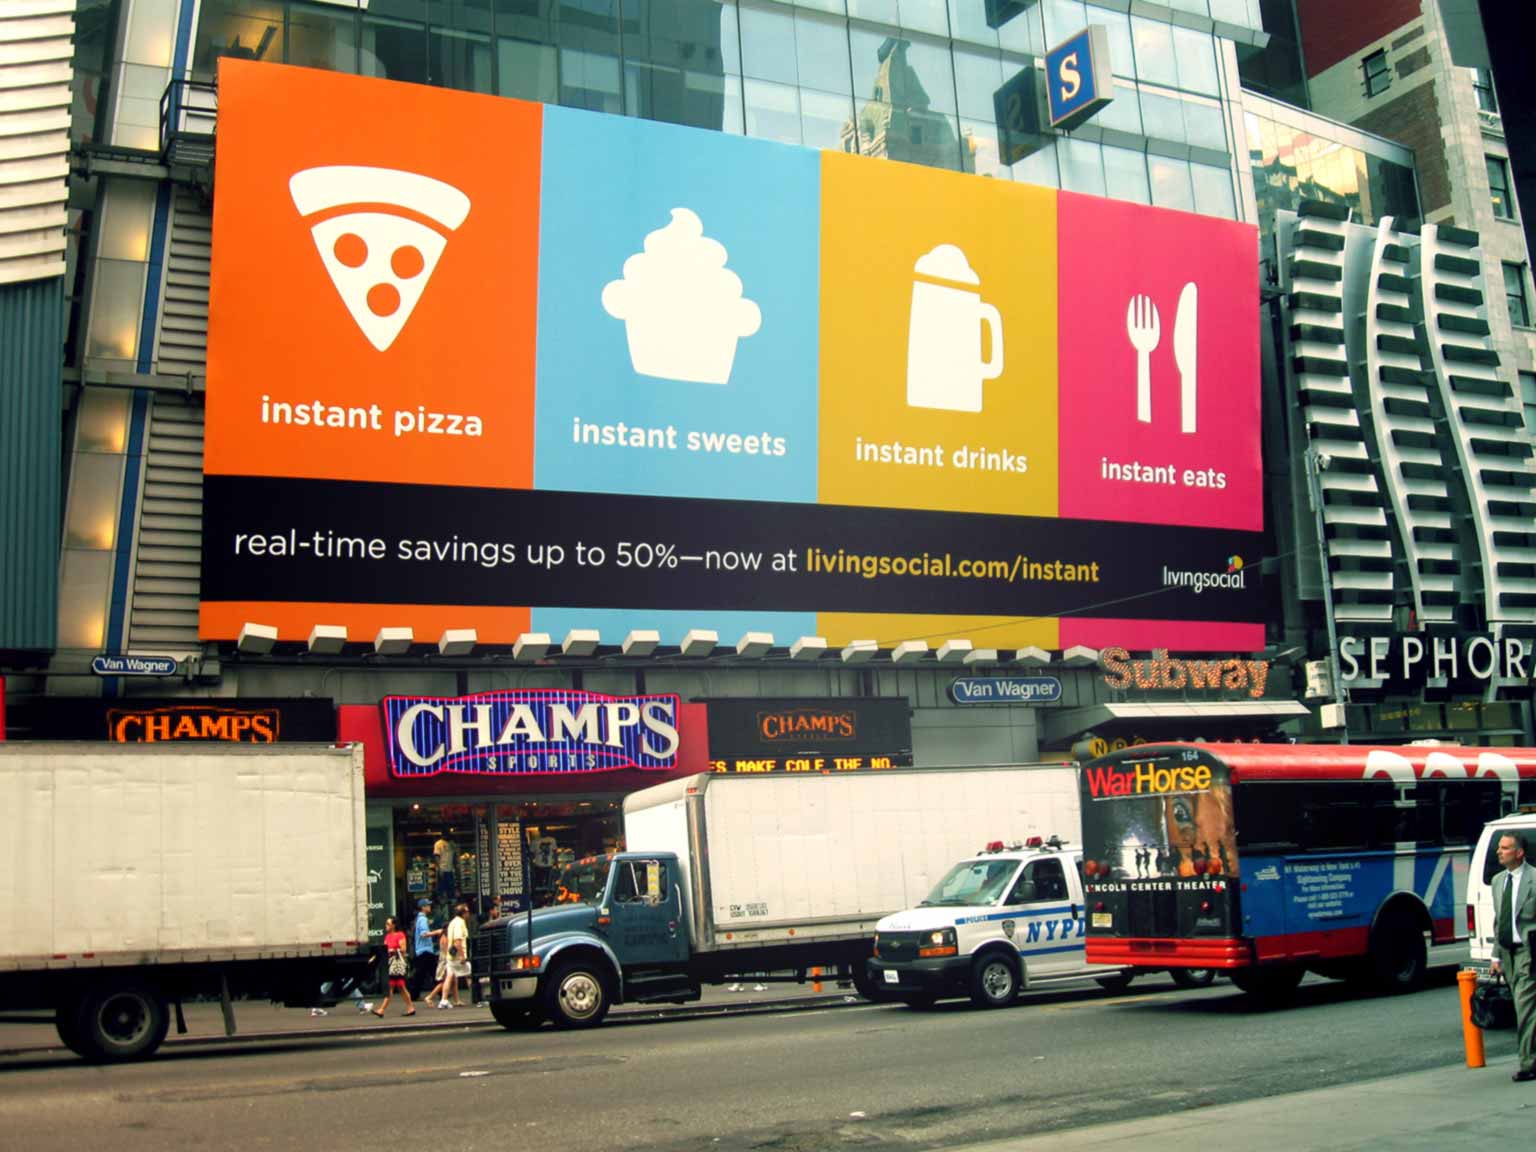 S
instant pizza
instant sweets
instant drinks
instant eats
real-time savings up to 50%—now at livingsocial.com/instant
livingsocial
Van Wagner
Van Wagner
Subway
SEPHOR
CHAMPS
CHAMPS
SPORTS
CHAMPS
ES MAKE COLE THE NO.
N
164
WarHorse
LINCOLN CENTER THEATER
POLICE
NYPD